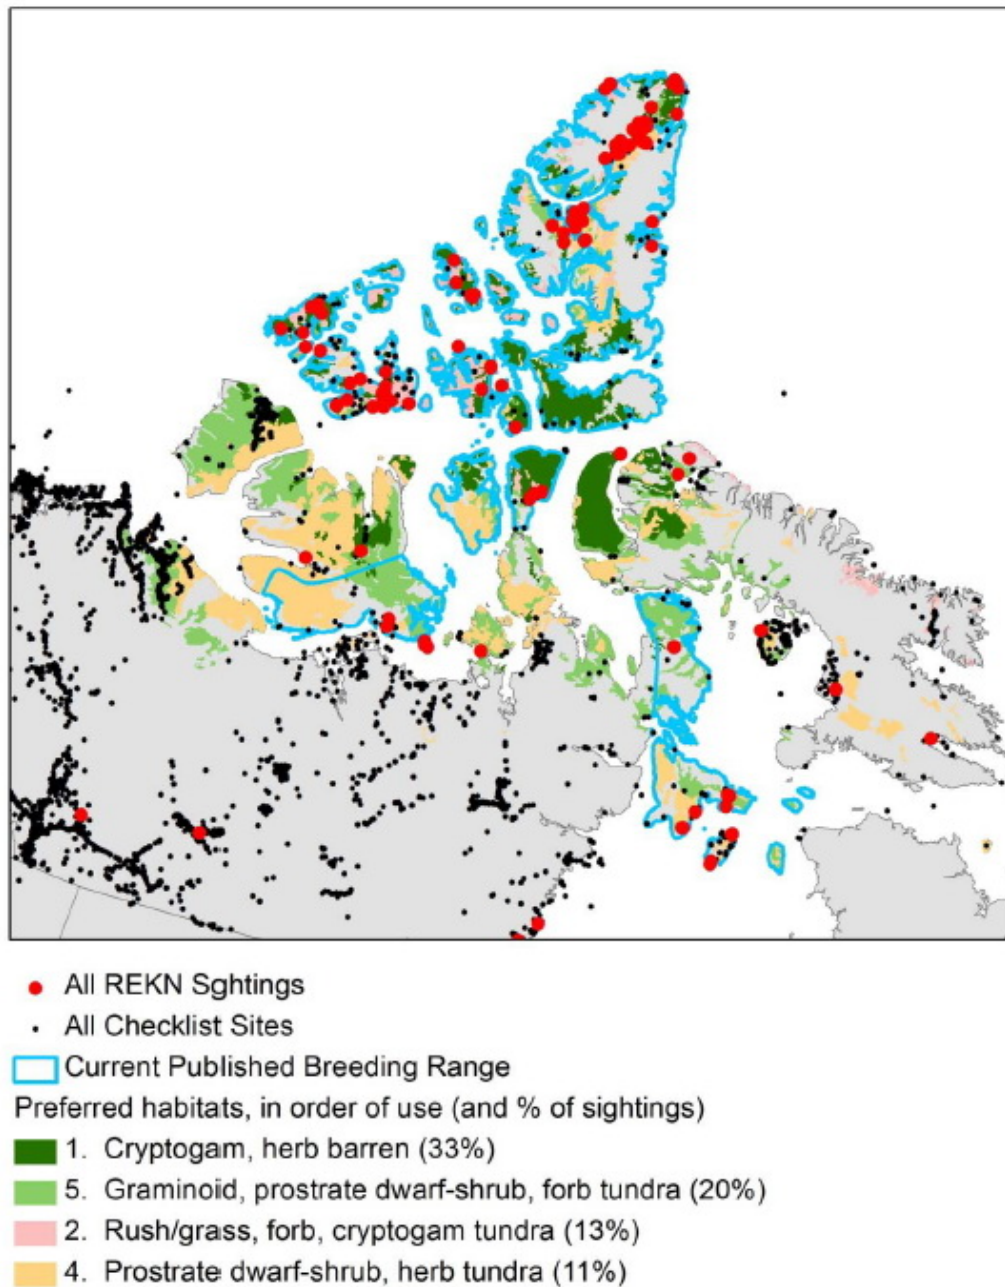 All REKN Sghtings
All Checklist Sites
Current Published Breeding Range
Preferred habitats, in order of use (and % of sightings)
1. Cryptogam, herb barren (33%)
5. Graminoid, prostrate dwarf-shrub, forb tundra (20%)
2. Rush/grass, forb, cryptogam tundra (13%)
4. Prostrate dwarf-shrub, herb tundra (11%)